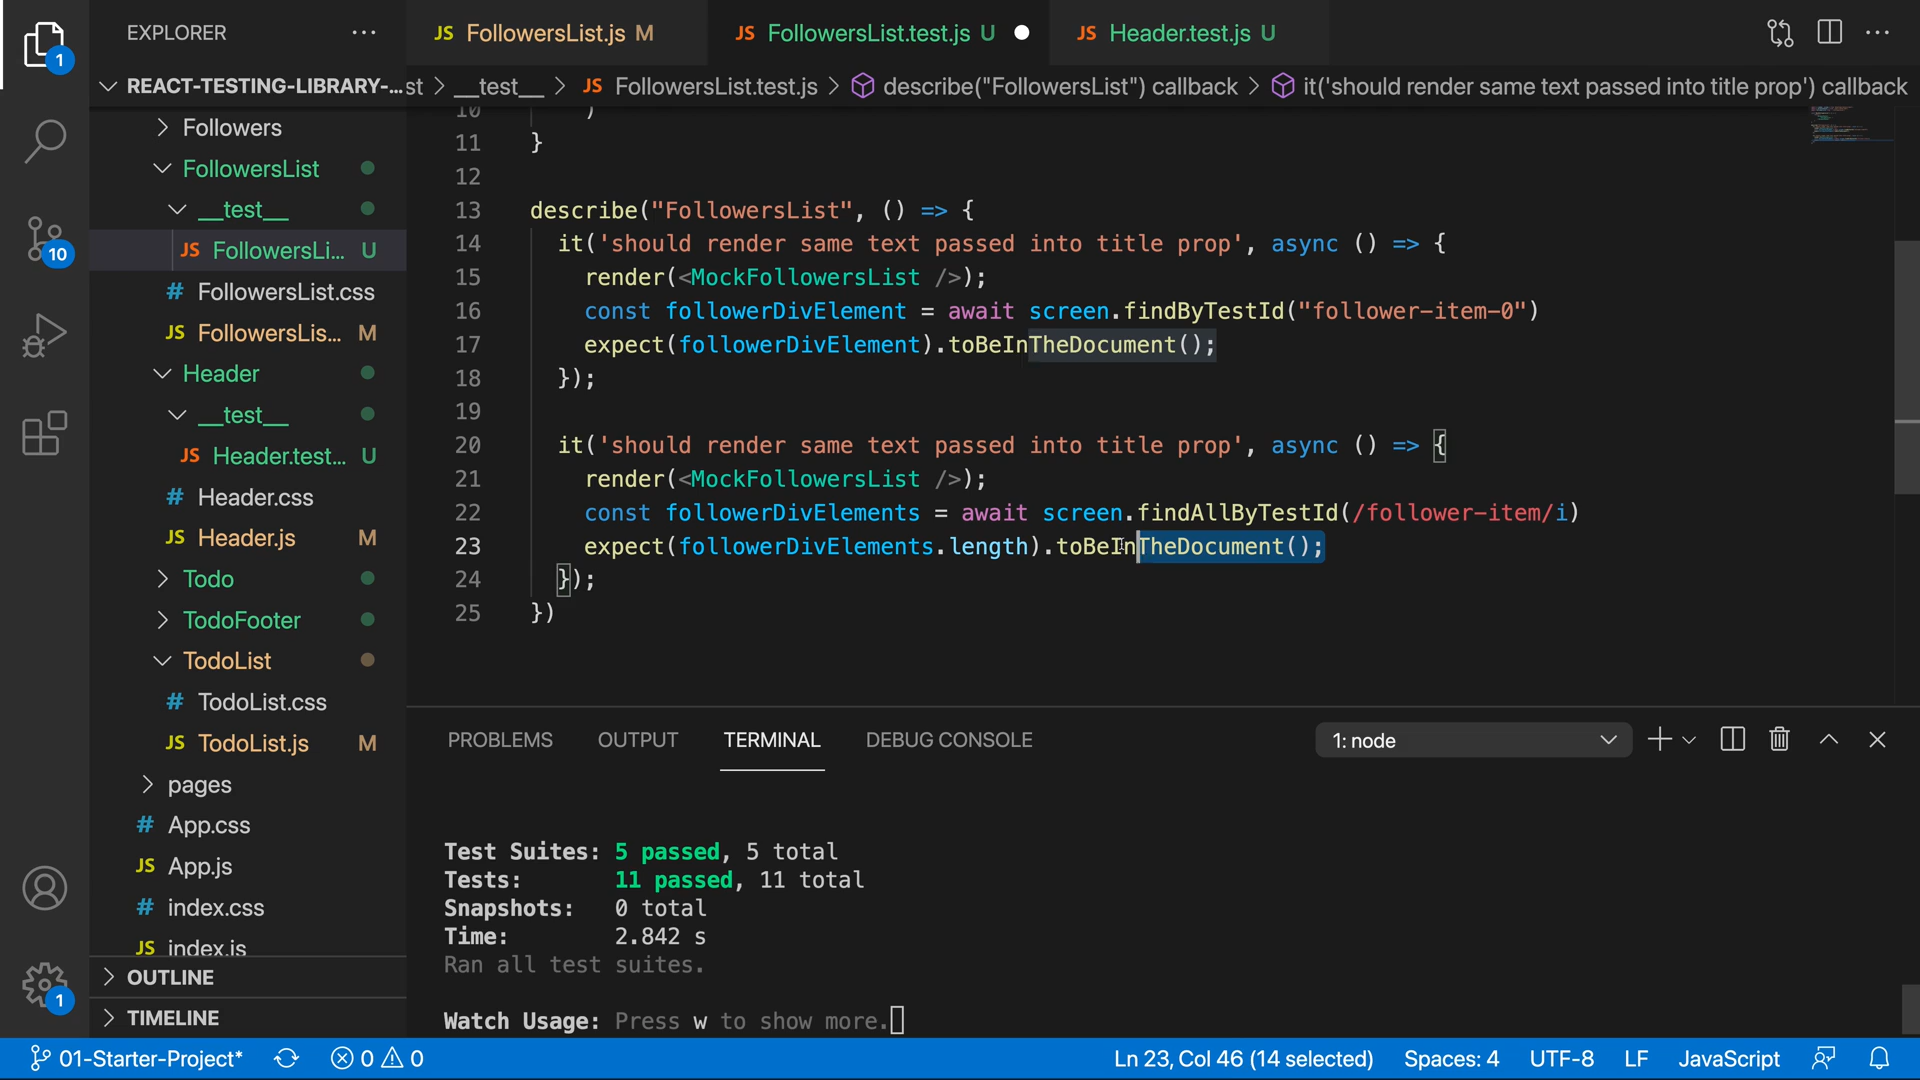 EXPLORER
REACT-TESTING-LIBRARY-...
Followers
FollowersList
__test__
JS FollowersLi... U
# FollowersList.css
JS FollowersLis... M
Header
__test__
JS Header.test... U
# Header.css
JS Header.js M
Todo
TodoFooter
TodoList
# TodoList.css
JS TodoList.js M
pages
# App.css
JS App.js
# index.css
JS index.js
OUTLINE
TIMELINE
1
10
1
JS FollowersList.js M
JS FollowersList.test.js U
JS Header.test.js U
st > __test__ > JS FollowersList.test.js > describe("FollowersList") callback > it('should render same text passed into title prop') callback
10 )
11 }
12
13 describe("FollowersList", () => {
14 it('should render same text passed into title prop', async () => {
15 render(<MockFollowersList />);
16 const followerDivElement = await screen.findByTestId("follower-item-0")
17 expect(followerDivElement).toBeInTheDocument();
18 });
19
20 it('should render same text passed into title prop', async () => {
21 render(<MockFollowersList />);
22 const followerDivElements = await screen.findAllByTestId(/follower-item/i)
23 expect(followerDivElements.length).toBeInTheDocument();
24 });
25 })
PROBLEMS OUTPUT TERMINAL DEBUG CONSOLE
1: node
Test Suites: 5 passed, 5 total
Tests: 11 passed, 11 total
Snapshots: 0 total
Time: 2.842 s
Ran all test suites.
Watch Usage: Press w to show more.
01-Starter-Project* 0 0 Ln 23, Col 46 (14 selected) Spaces: 4 UTF-8 LF JavaScript